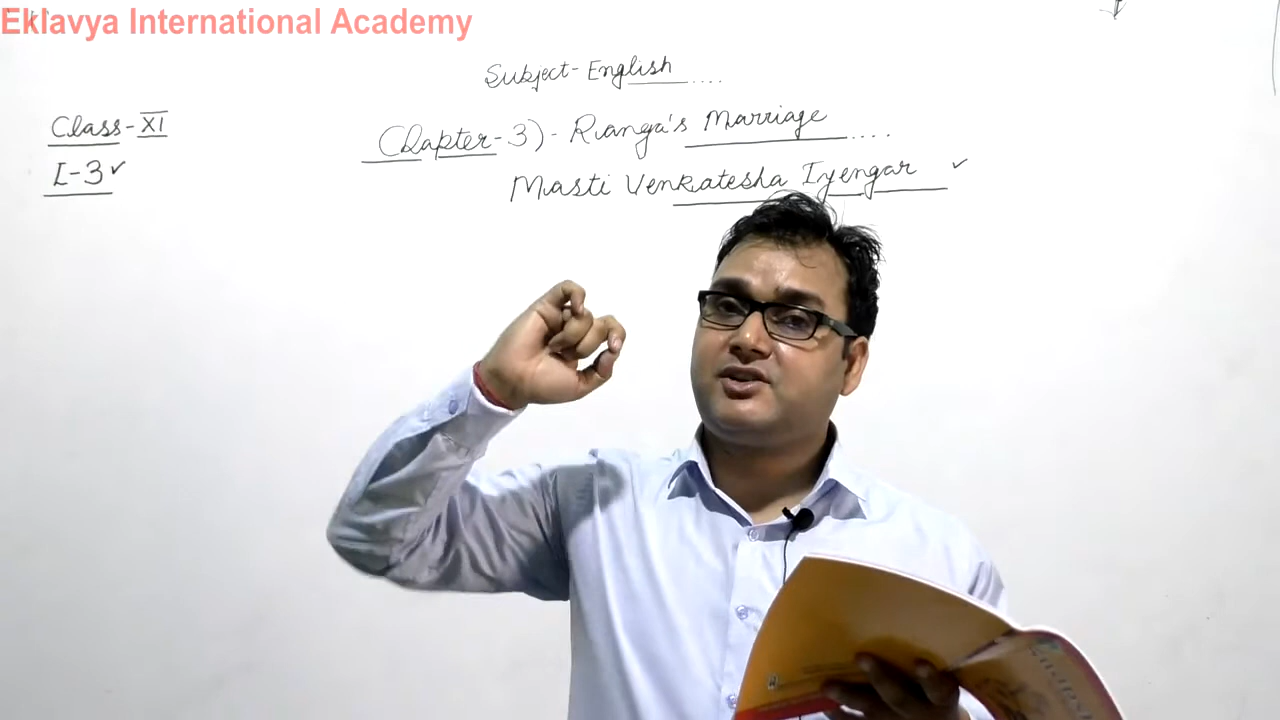 Eklavya International Academy
Subject-English....
Class-XI
Chapter-3)-Ranga's Marriage....
I-3✓
Masti Venkatesha Iyengar ✓